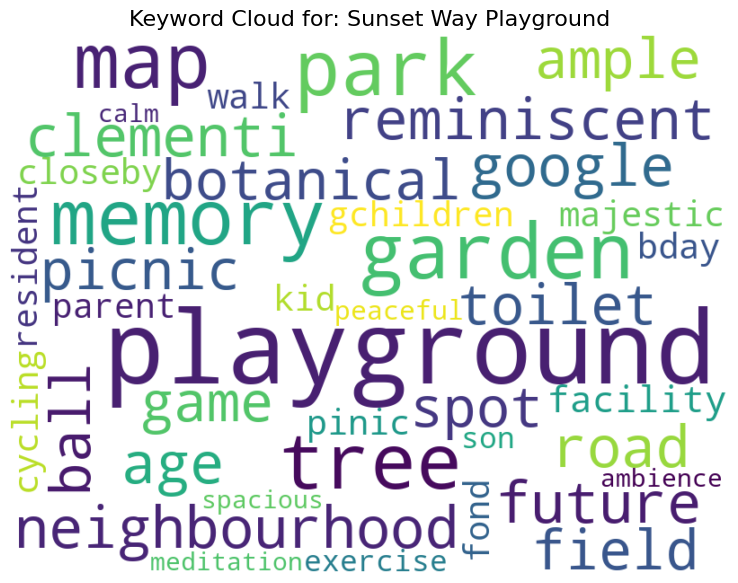 Keyword Cloud for: Sunset Way Playground
map
park
ample
walk
calm
reminiscent
clementi
google
closeby
botanical
resident
memory
gchildren
majestic
garden
bday
picnic
parent
kid
peaceful
toilet
playground
cycling
ball
game
pinic
spot
facility
son
road
age
tree
ambience
spacious
fond
future
neighbourhood
field
meditation
exercise